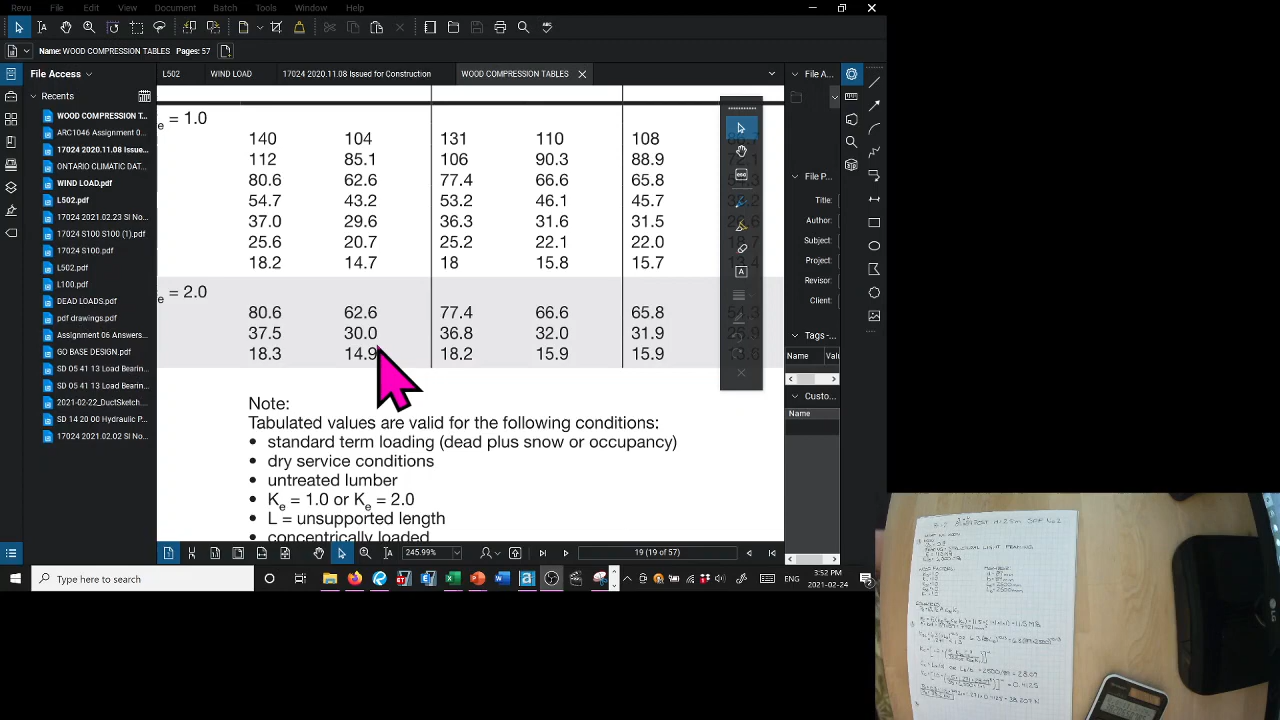 Revu File Edit View Document Batch Tools Window Help
Name: WOOD COMPRESSION TABLES Pages: 57
File Access
L502 WIND LOAD 17024 2020.11.08 Issued for Construction WOOD COMPRESSION TABLES
File A...
Recents
WOOD COMPRESSION...
ARC1046 Assignment 0...
17024 2020.11.08 Issue...
ONTARIO CLIMATIC DAT...
WIND LOAD.pdf
L502.pdf
17024 2021.02.23 SI No...
17024 S100 S100 (1).pdf
17024 S100.pdf
L502.pdf
L100.pdf
DEAD LOADS.pdf
pdf drawings.pdf
Assignment 06 Answers...
GO BASE DESIGN.pdf
SD 05 41 13 Load Bearin...
2021-02-22_DuctSketch...
SD 14 20 00 Hydraulic P...
17024 2021.02.02 SI No...
e = 1.0
140 104 131 110 108
112 85.1 106 90.3 88.9
80.6 62.6 77.4 66.6 65.8
54.7 43.2 53.2 46.1 45.7
37.0 29.6 36.3 31.6 31.5
25.6 20.7 25.2 22.1 22.0
18.2 14.7 18 15.8 15.7
e = 2.0
80.6 62.6 77.4 66.6 65.8
37.5 30.0 36.8 32.0 31.9
18.3 14.9 18.2 15.9 15.9
Note:
Tabulated values are valid for the following conditions:
• standard term loading (dead plus snow or occupancy)
• dry service conditions
• untreated lumber
• Ke = 1.0 or Ke = 2.0
• L = unsupported length
• concentrically loaded
File P...
Title:
Author:
Subject:
Project:
Revisor:
Client:
Tags -
Name Valu
Custo...
Name
245.99% 19 (19 of 57)
Type here to search
ENG
3:52 PM
2021-02-24